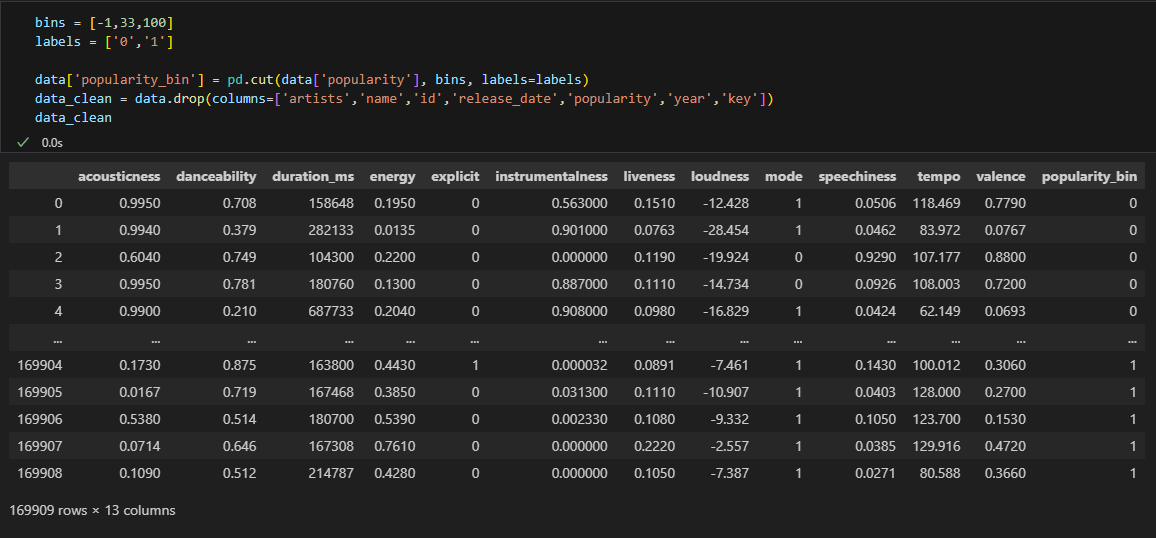 bins = [-1,33,100]
labels = ['0','1']
data['popularity_bin'] = pd.cut(data['popularity'], bins, labels=labels)
data_clean = data.drop(columns=['artists','name','id','release_date','popularity','year','key'])
data_clean
✓ 0.0s
acousticness danceability duration_ms energy explicit instrumentalness liveness loudness mode speechiness tempo valence popularity_bin
0 0.9950 0.708 158648 0.1950 0 0.563000 0.1510 -12.428 1 0.0506 118.469 0.7790 0
1 0.9940 0.379 282133 0.0135 0 0.901000 0.0763 -28.454 1 0.0462 83.972 0.0767 0
2 0.6040 0.749 104300 0.2200 0 0.000000 0.1190 -19.924 0 0.9290 107.177 0.8800 0
3 0.9950 0.781 180760 0.1300 0 0.887000 0.1110 -14.734 0 0.0926 108.003 0.7200 0
4 0.9900 0.210 687733 0.2040 0 0.908000 0.0980 -16.829 1 0.0424 62.149 0.0693 0
... ... ... ... ... ... ... ... ... ... ... ... ... ...
169904 0.1730 0.875 163800 0.4430 1 0.000032 0.0891 -7.461 1 0.1430 100.012 0.3060 1
169905 0.0167 0.719 167468 0.3850 0 0.031300 0.1110 -10.907 1 0.0403 128.000 0.2700 1
169906 0.5380 0.514 180700 0.5390 0 0.002330 0.1080 -9.332 1 0.1050 123.700 0.1530 1
169907 0.0714 0.646 167308 0.7610 0 0.000000 0.2220 -2.557 1 0.0385 129.916 0.4720 1
169908 0.1090 0.512 214787 0.4280 0 0.000000 0.1050 -7.387 1 0.0271 80.588 0.3660 1
169909 rows × 13 columns